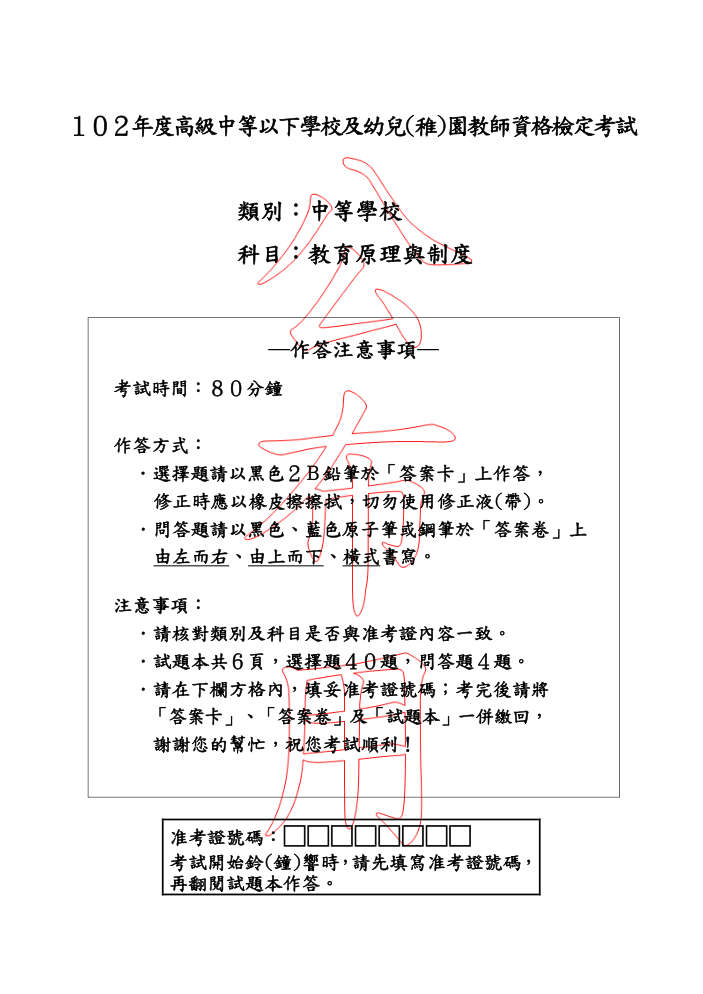 102年度高級中等以下學校及幼兒(稚)園教師資格檢定考試
類別：中等學校
科目：教育原理與制度
—作答注意事項—
考試時間：80分鐘
作答方式：
．選擇題請以黑色2B鉛筆於「答案卡」上作答，
修正時應以橡皮擦擦拭，切勿使用修正液(帶)。
．問答題請以黑色、藍色原子筆或鋼筆於「答案卷」上
由左而右、由上而下、橫式書寫。
注意事項：
．請核對類別及科目是否與准考證內容一致。
．試題本共6頁，選擇題40題，問答題4題。
．請在下欄方格內，填妥准考證號碼；考完後請將
「答案卡」、「答案卷」及「試題本」一併繳回，
謝謝您的幫忙，祝您考試順利！
准考證號碼：□□□□□□□□
考試開始鈴(鐘)響時，請先填寫准考證號碼，
再翻閱試題本作答。
公布用